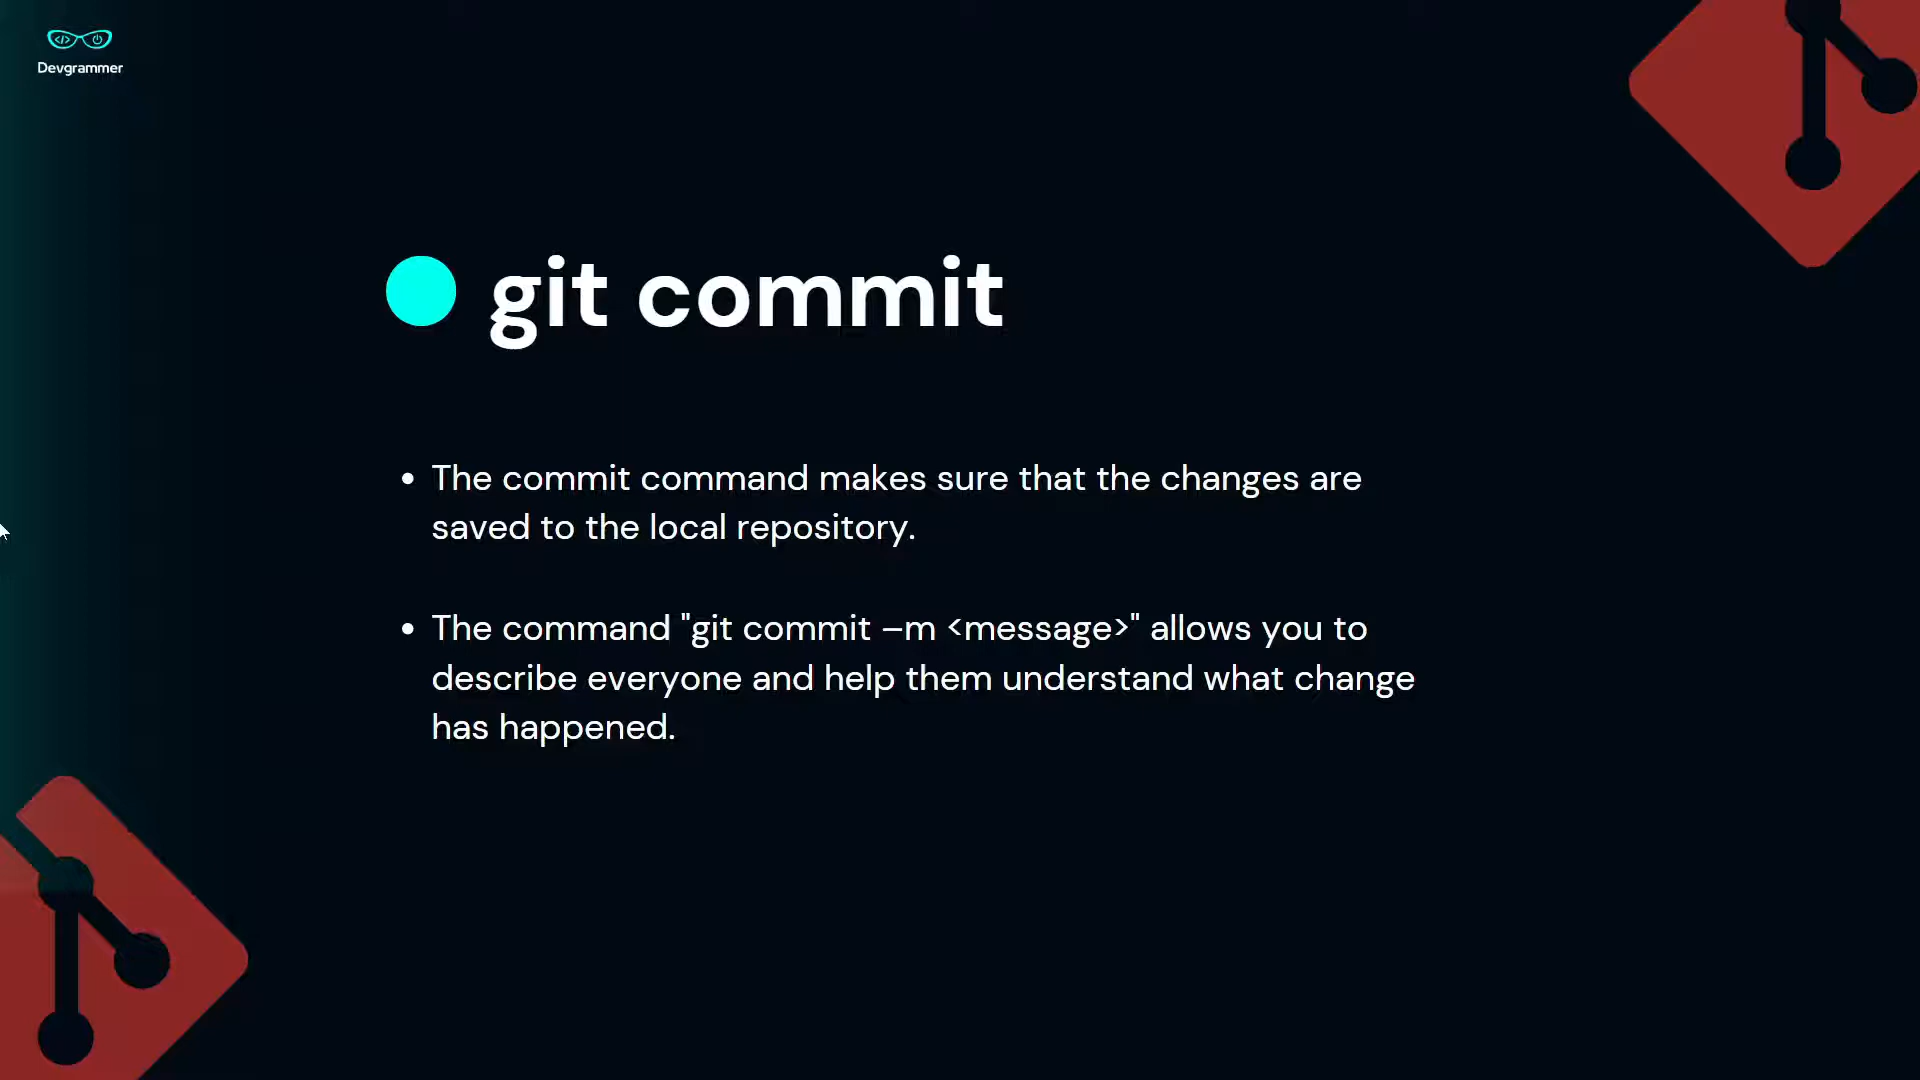 Devgrammer
git commit
• The commit command makes sure that the changes are
saved to the local repository.
• The command "git commit –m <message>" allows you to
describe everyone and help them understand what change
has happened.